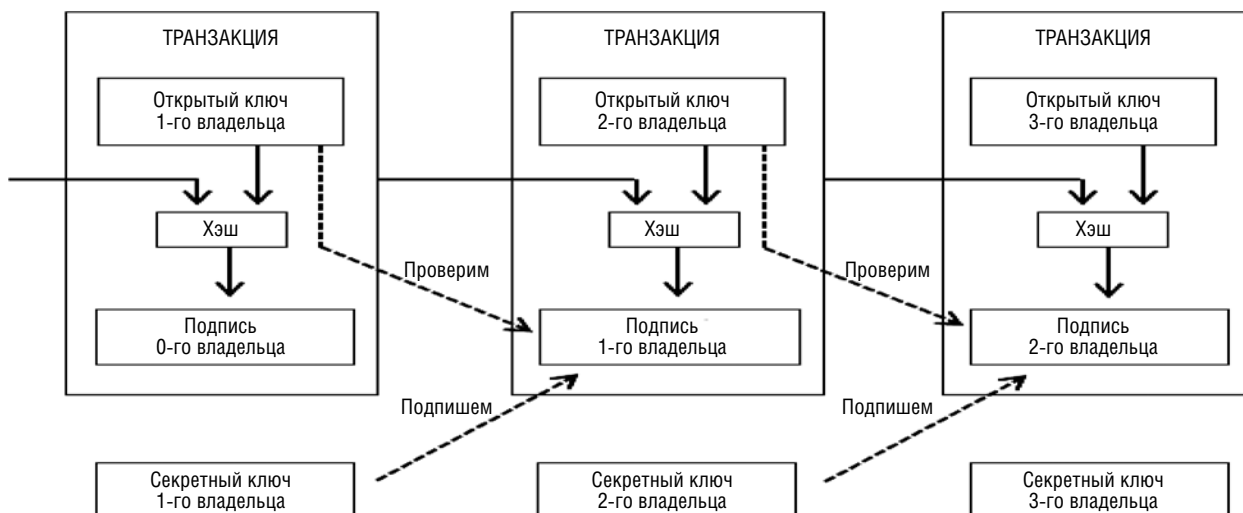 ТРАНЗАКЦИЯ
ТРАНЗАКЦИЯ
ТРАНЗАКЦИЯ
Открытый ключ
1-го владельца
Открытый ключ
2-го владельца
Открытый ключ
3-го владельца
Хэш
Хэш
Хэш
Проверим
Проверим
Подпись
0-го владельца
Подпись
1-го владельца
Подпись
2-го владельца
Подпишем
Подпишем
Секретный ключ
1-го владельца
Секретный ключ
2-го владельца
Секретный ключ
3-го владельца